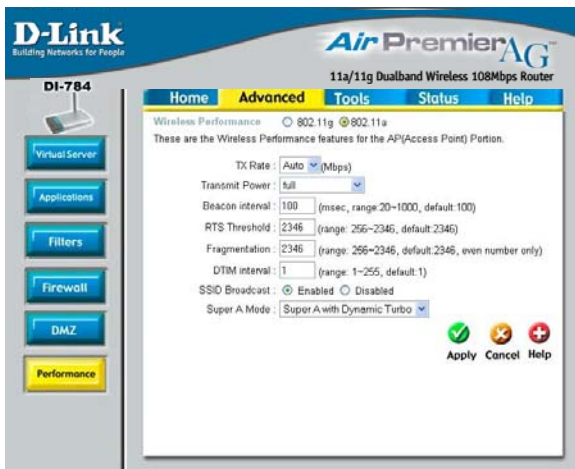 D-Link
Building Networks for People
Air PremierAG
11a/11g Dualband Wireless 108Mbps Router
DI-784
Home Advanced Tools Status Help
Virtual Server
Applications
Filters
Firewall
DMZ
Performance
Wireless Performance 802.11g 802.11a
These are the Wireless Performance features for the AP(Access Point) Portion.
TX Rate : Auto (Mbps)
Transmit Power : full
Beacon interval : 100 (msec, range:20~1000, default:100)
RTS Threshold : 2346 (range: 256~2346, default:2346)
Fragmentation : 2346 (range: 256~2346, default:2346, even number only)
DTIM interval : 1 (range: 1~255, default:1)
SSID Broadcast : Enabled Disabled
Super A Mode : Super A with Dynamic Turbo
Apply Cancel Help